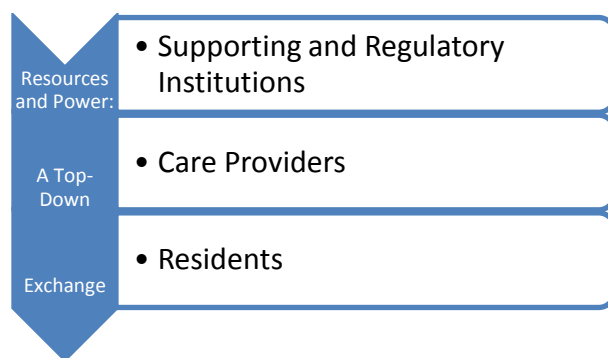 Resources
and Power:
• Supporting and Regulatory
Institutions
A Top-
Down
• Care Providers
Exchange
• Residents